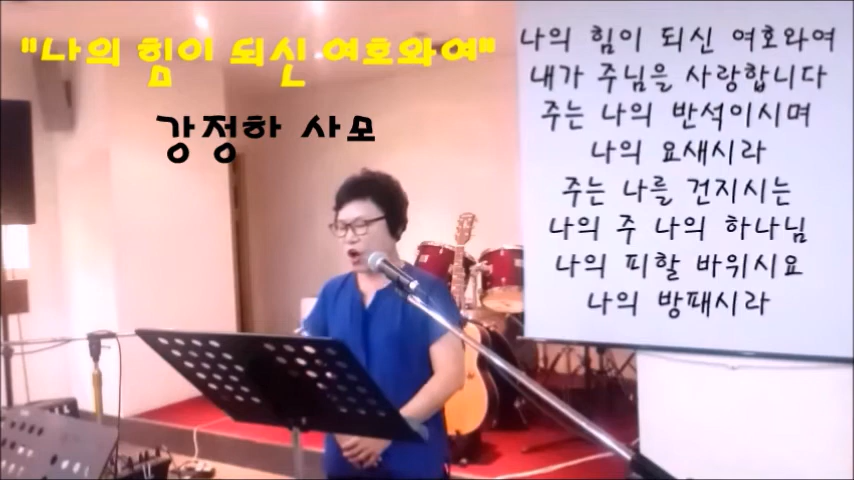 "나의 힘이 되신 여호와여"
강정하 사모
나의 힘이 되신 여호와여
내가 주님을 사랑합니다
주는 나의 반석이시며
나의 요새시라
주는 나를 건지시는
나의 주 나의 하나님
나의 피할 바위시요
나의 방패시라